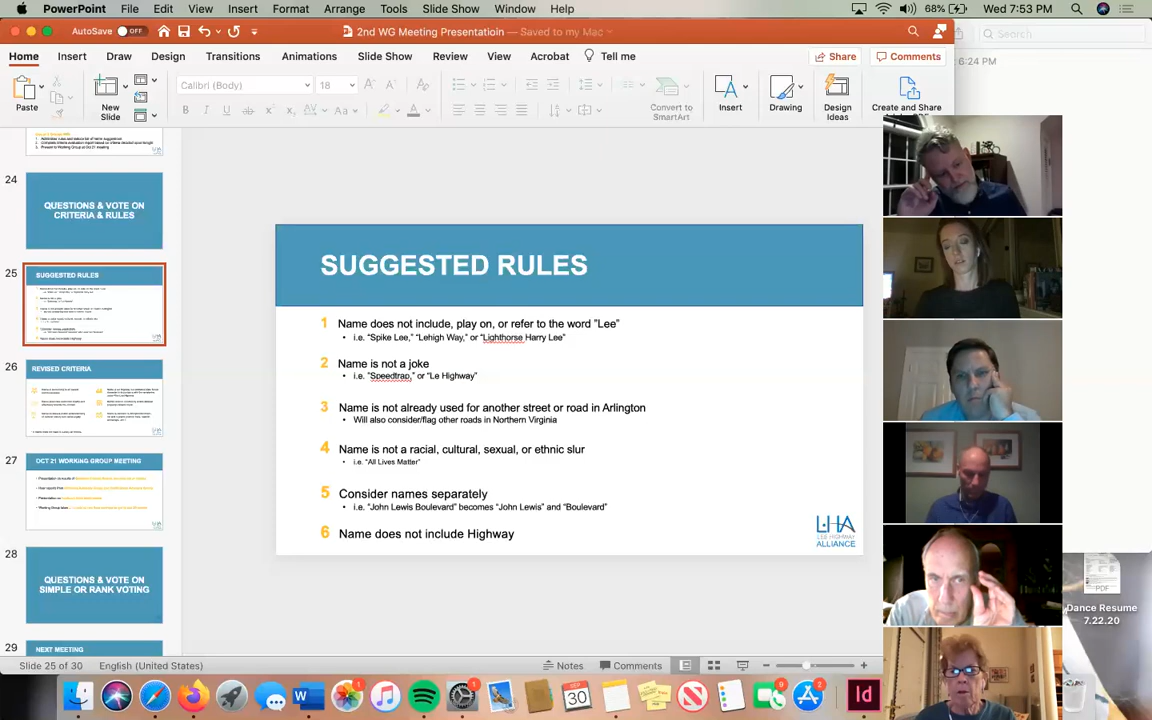 PowerPoint File Edit View Insert Format Arrange Tools Slide Show Window Help
68% Wed 7:53 PM
AutoSave OFF
2nd WG Meeting Presentatioin — Saved to my Mac
Search
Home Insert Draw Design Transitions Animations Slide Show Review View Acrobat Tell me
Share Comments
6:24 PM
Paste
New Slide
Calibri (Body) 18
Convert to SmartArt
Insert
Drawing
Design Ideas
Create and Share
24
QUESTIONS & VOTE ON
CRITERIA & RULES
25
SUGGESTED RULES
26
REVISED CRITERIA
27
OCT 21 WORKING GROUP MEETING
28
QUESTIONS & VOTE ON
SIMPLE OR RANK VOTING
29
NEXT MEETING
SUGGESTED RULES
1 Name does not include, play on, or refer to the word "Lee"
• i.e. "Spike Lee," "Lehigh Way," or "Lighthorse Harry Lee"
2 Name is not a joke
• i.e. "Speedtrap," or "Le Highway"
3 Name is not already used for another street or road in Arlington
• Will also consider/flag other roads in Northern Virginia
4 Name is not a racial, cultural, sexual, or ethnic slur
• i.e. "All Lives Matter"
5 Consider names separately
• i.e. "John Lewis Boulevard" becomes "John Lewis" and "Boulevard"
6 Name does not include Highway
LHA
LEE HIGHWAY
ALLIANCE
PDF
Dance Resume
7.22.20
Slide 25 of 30 English (United States)
Notes Comments
SEP
30
Id